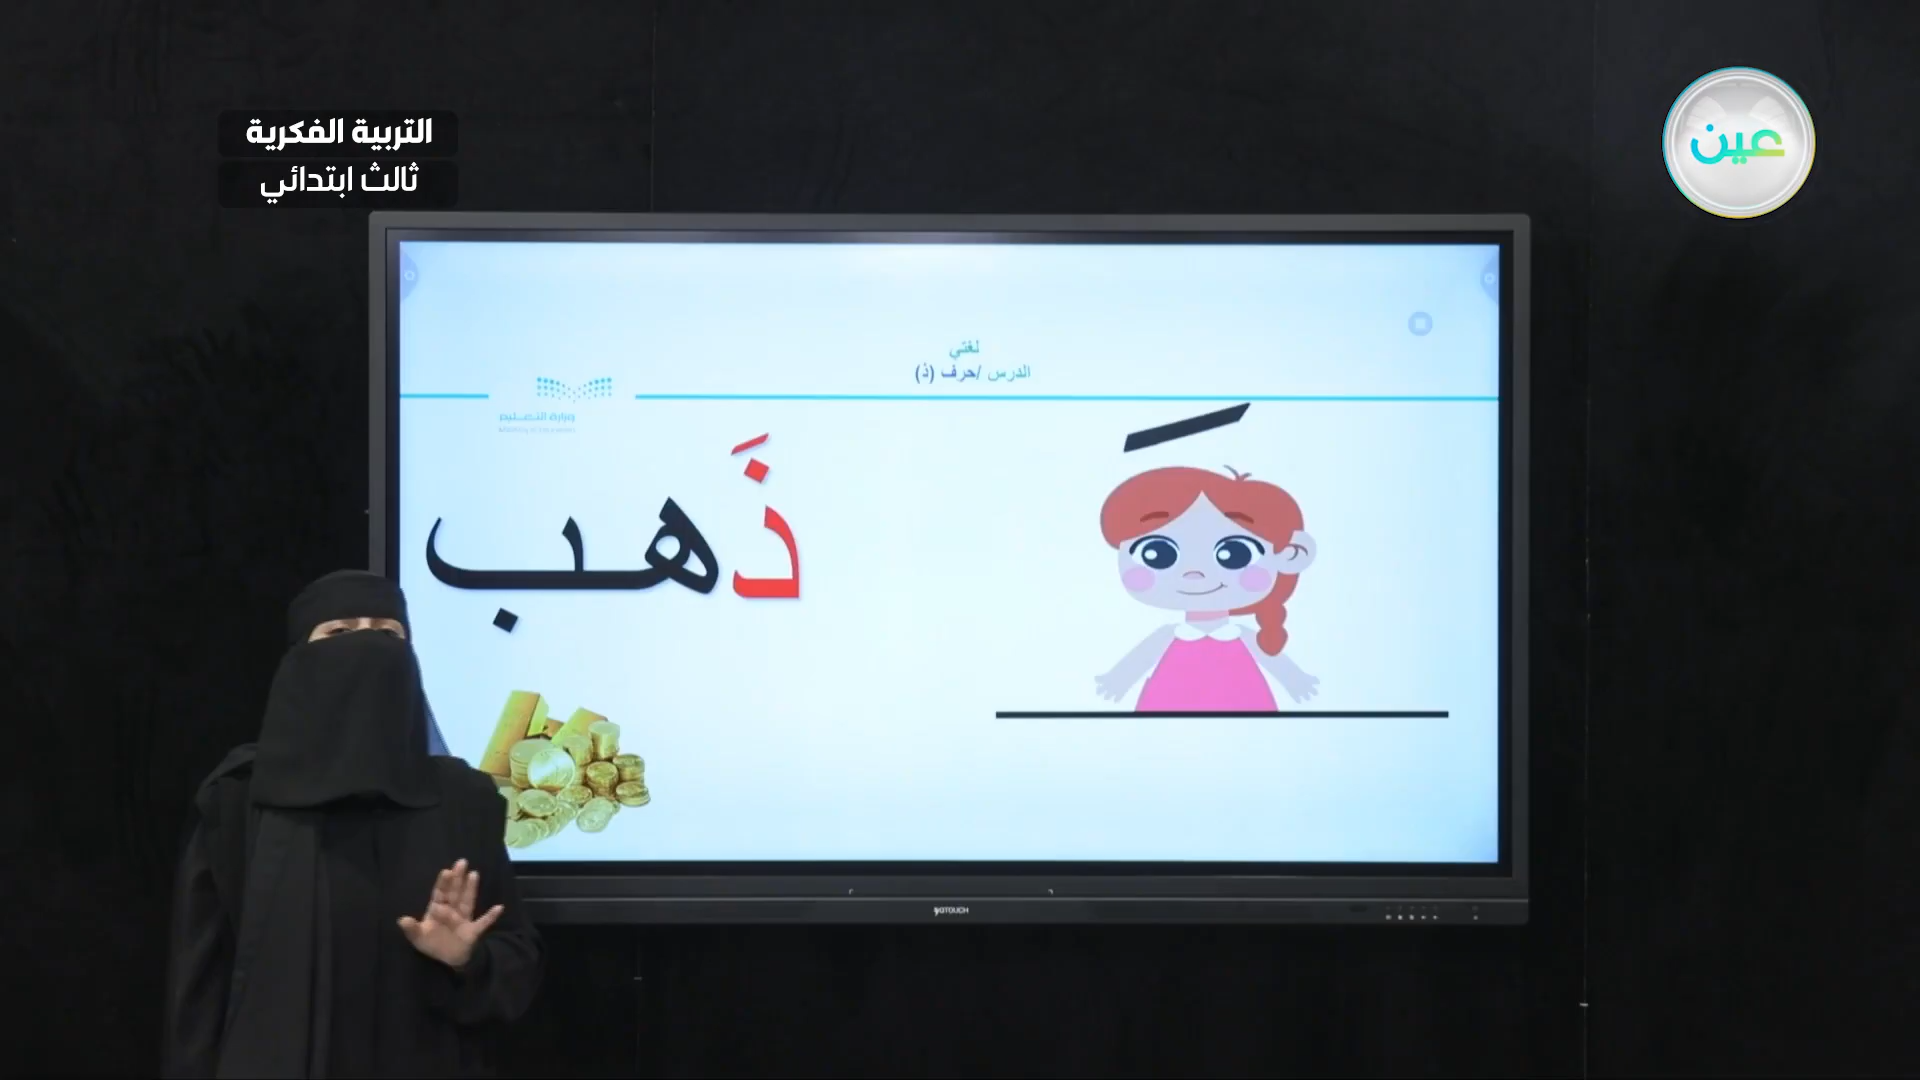 التربية الفكرية
ثالث ابتدائي
عين
لغتي
الدرس /حرف (ذ)
وزارة التعليم
ذَهب